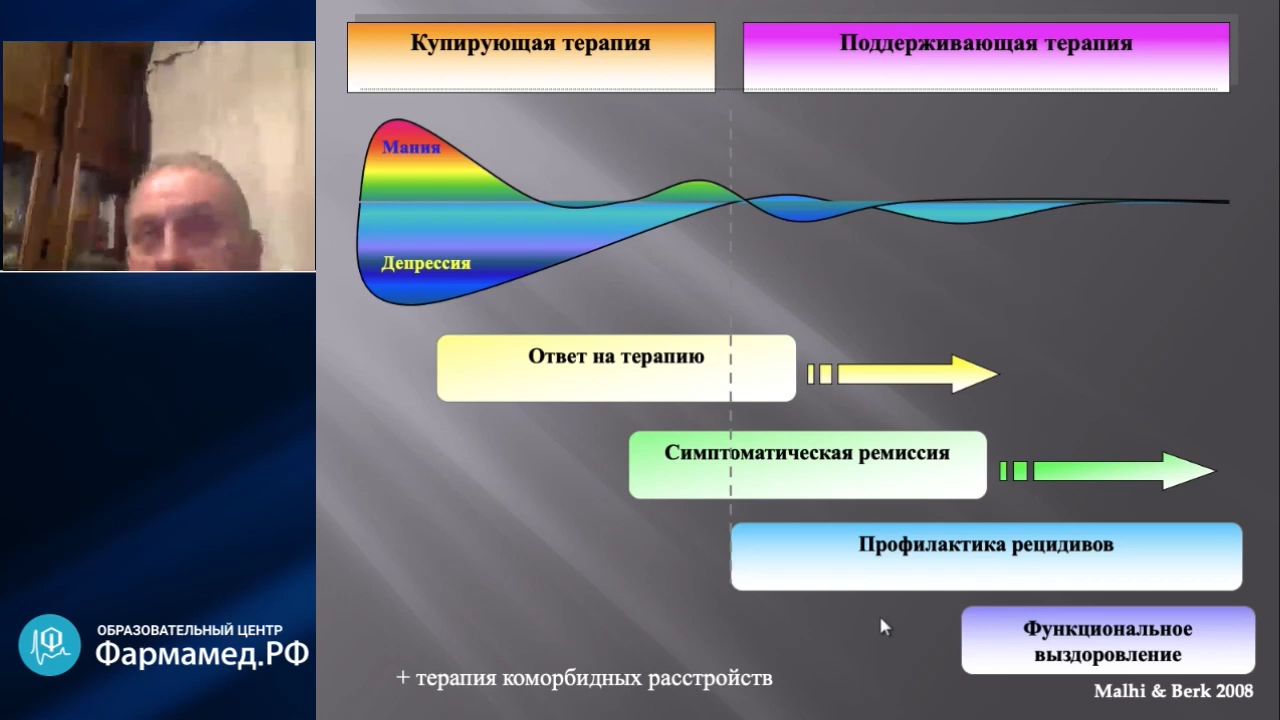 Купирующая терапия
Поддерживающая терапия
Мания
Депрессия
Ответ на терапию
Симптоматическая ремиссия
Профилактика рецидивов
Функциональное
выздоровление
+ терапия коморбидных расстройств
Malhi & Berk 2008
ОБРАЗОВАТЕЛЬНЫЙ ЦЕНТР
Фармамед.РФ